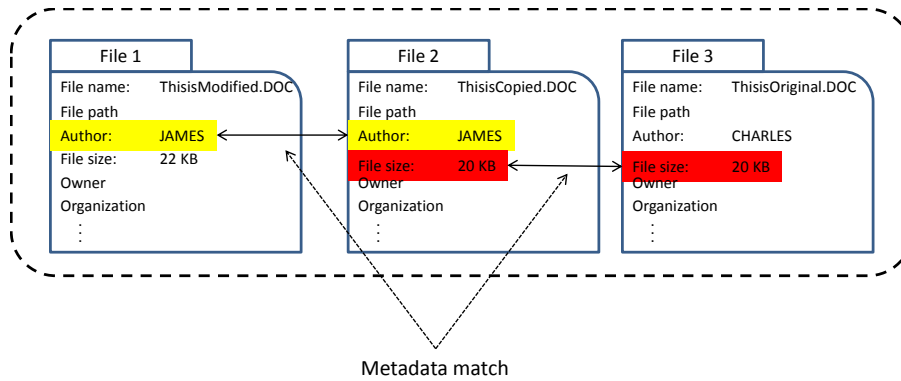 File 1
File name: ThisisModified.DOC
File path
Author: JAMES
File size: 22 KB
Owner
Organization
⋮
File 2
File name: ThisisCopied.DOC
File path
Author: JAMES
File size: 20 KB
Owner
Organization
⋮
File 3
File name: ThisisOriginal.DOC
File path
Author: CHARLES
File size: 20 KB
Owner
Organization
⋮
Metadata match